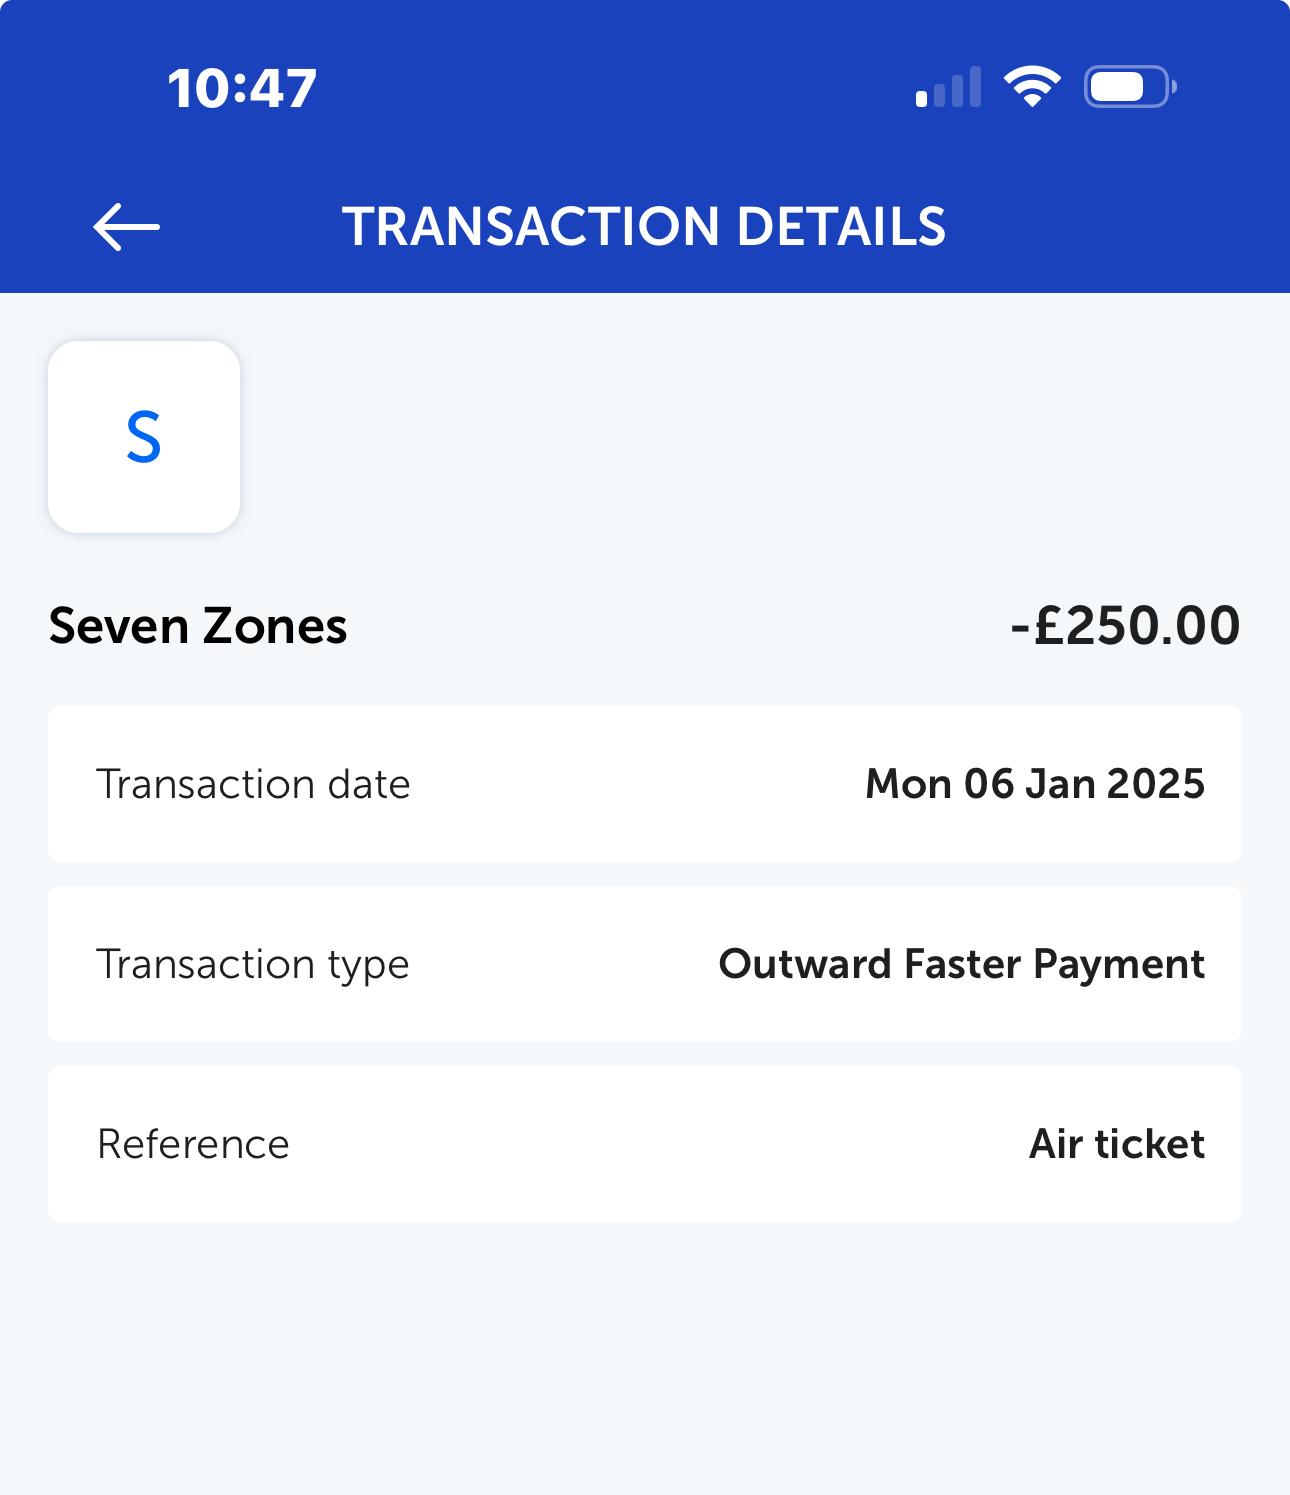 10:47
TRANSACTION DETAILS
S
Seven Zones -£250.00
Transaction date Mon 06 Jan 2025
Transaction type Outward Faster Payment
Reference Air ticket